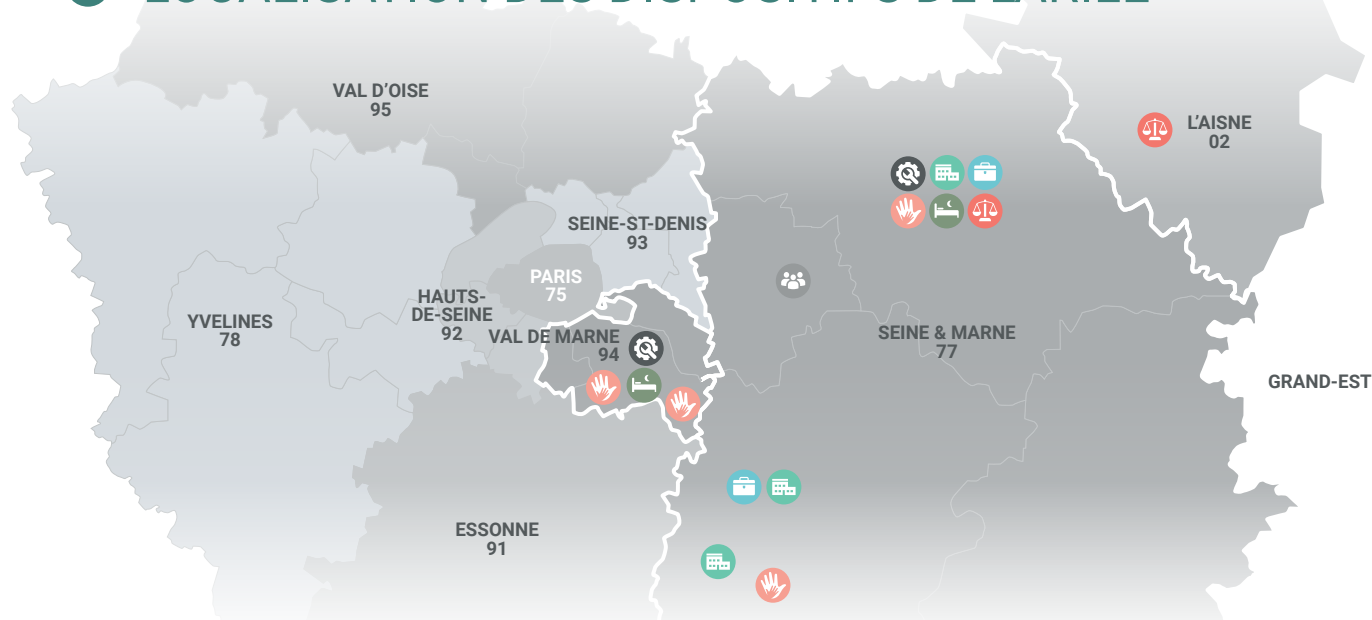 VAL D'OISE
95
L'AISNE
02
SEINE-ST-DENIS
93
PARIS
75
HAUTS-
DE-SEINE
92
YVELINES
78
VAL DE MARNE
94
SEINE & MARNE
77
GRAND-EST
ESSONNE
91